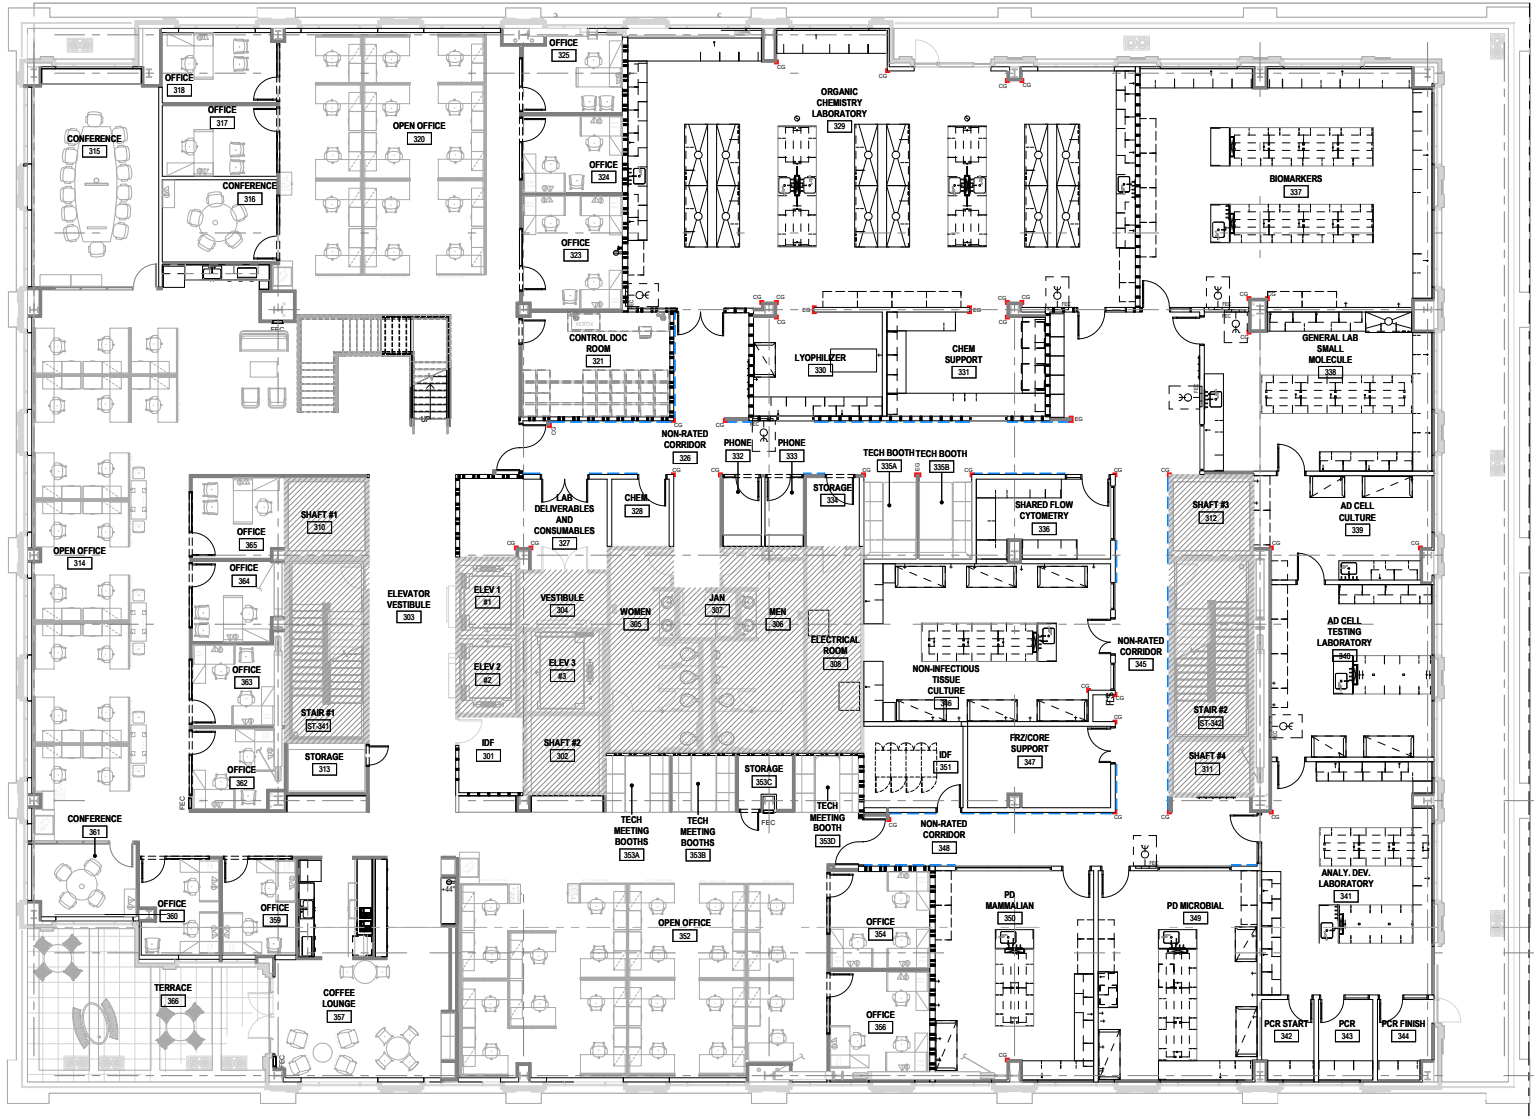 OFFICE
325
OFFICE
318
OFFICE
317
OPEN OFFICE
320
CONFERENCE
315
CONFERENCE
316
OFFICE
324
OFFICE
323
ORGANIC
CHEMISTRY
LABORATORY
329
BIOMARKERS
337
CONTROL DOC
ROOM
321
LYOPHILIZER
330
CHEM
SUPPORT
331
GENERAL LAB
SMALL
MOLECULE
338
FEC
UP
NON-RATED
CORRIDOR
326
PHONE
332
PHONE
333
TECH BOOTH
335A
TECH BOOTH
335B
STORAGE
334
LAB
DELIVERABLES
AND
CONSUMABLES
327
CHEM
328
SHARED FLOW
CYTOMETRY
336
SHAFT #3
312
AD CELL
CULTURE
339
SHAFT #1
310
OFFICE
365
OPEN OFFICE
314
OFFICE
364
ELEVATOR
VESTIBULE
303
ELEV 1
#1
VESTIBULE
304
WOMEN
305
JAN
307
MEN
306
ELECTRICAL
ROOM
308
NON-RATED
CORRIDOR
345
AD CELL
TESTING
LABORATORY
340
OFFICE
363
ELEV 2
#2
ELEV 3
#3
NON-INFECTIOUS
TISSUE
CULTURE
346
STAIR #1
ST-341
STAIR #2
ST-342
STORAGE
313
OFFICE
362
IDF
301
SHAFT #2
302
STORAGE
353C
IDF
351
FRZ/CORE
SUPPORT
347
SHAFT #4
311
FEC
TECH
MEETING
BOOTHS
353A
TECH
MEETING
BOOTHS
353B
FEC
TECH
MEETING
BOOTH
353D
NON-RATED
CORRIDOR
348
CONFERENCE
361
OFFICE
360
OFFICE
359
OPEN OFFICE
352
OFFICE
354
PD
MAMMALIAN
350
PD MICROBIAL
349
ANALY. DEV.
LABORATORY
341
TERRACE
366
COFFEE
LOUNGE
357
FEC
OFFICE
356
PCR START
342
PCR
343
PCR FINISH
344